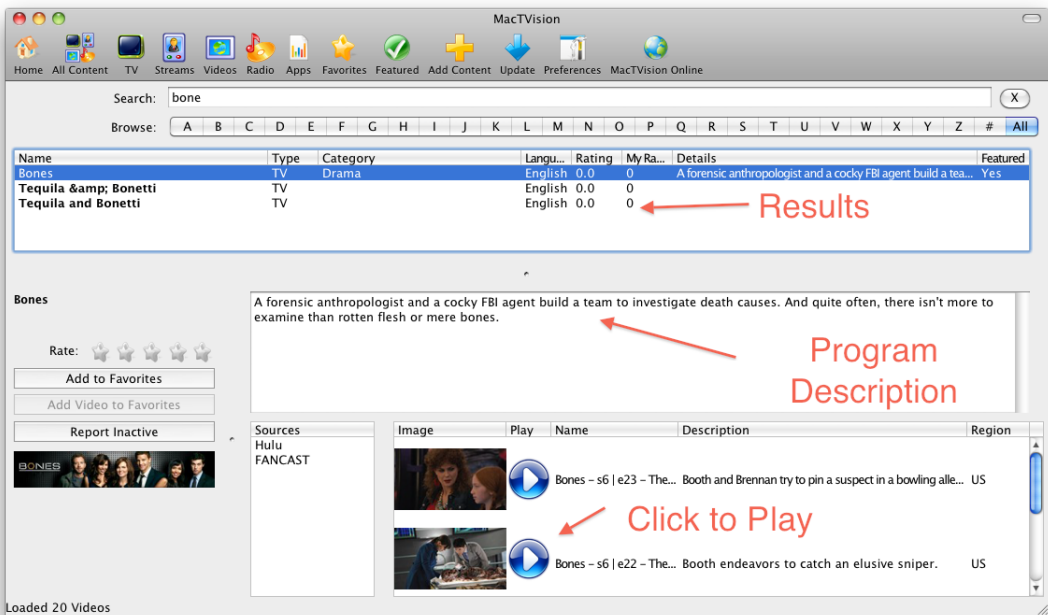 MacTVision
Home All Content TV Streams Videos Radio Apps Favorites Featured Add Content Update Preferences MacTVision Online
Search: bone X
Browse: A B C D E F G H I J K L M N O P Q R S T U V W X Y Z # All
Name Type Category Langu... Rating My Ra... Details Featured
Bones TV Drama English 0.0 0 A forensic anthropologist and a cocky FBI agent build a tea... Yes
Tequila &amp; Bonetti TV English 0.0 0
Tequila and Bonetti TV English 0.0 0
Results
Bones
A forensic anthropologist and a cocky FBI agent build a team to investigate death causes. And quite often, there isn't more to
examine than rotten flesh or mere bones.
Program
Description
Rate:
Add to Favorites
Add Video to Favorites
Report Inactive
BONES
Sources
Hulu
FANCAST
Image Play Name Description Region
Bones - s6 | e23 - The... Booth and Brennan try to pin a suspect in a bowling alle... US
Click to Play
Bones - s6 | e22 - The... Booth endeavors to catch an elusive sniper. US
Loaded 20 Videos